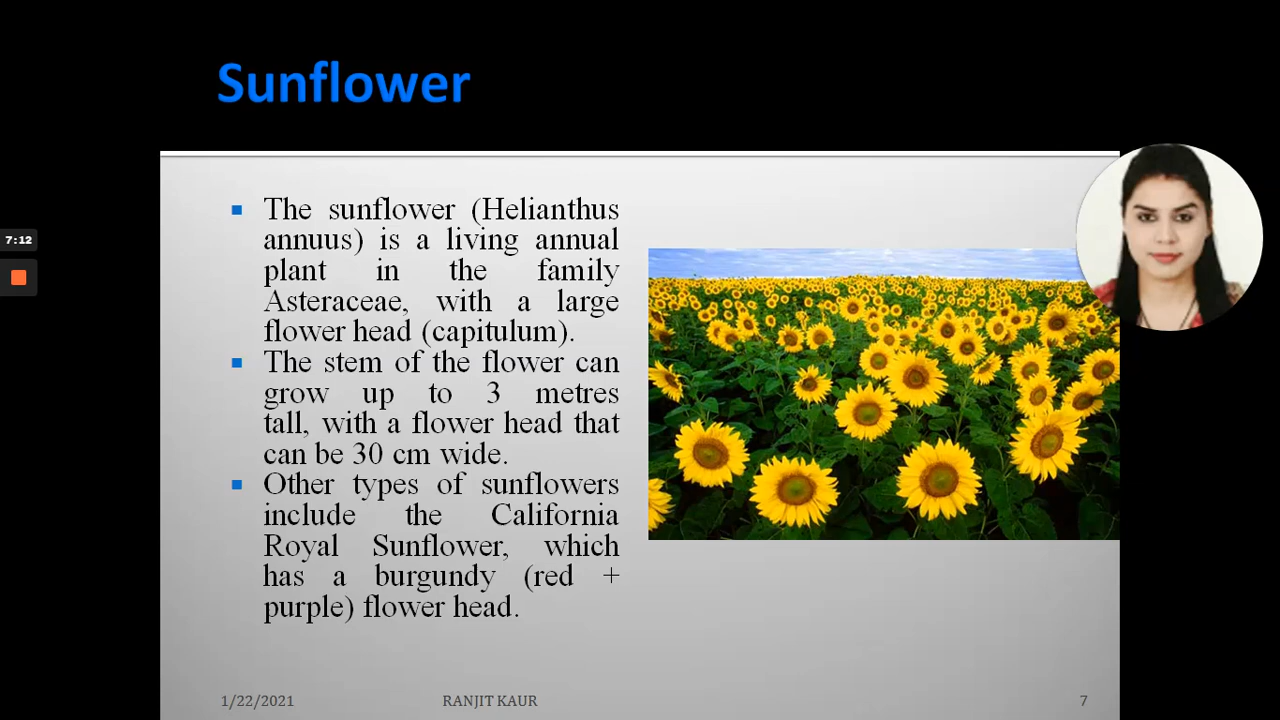 Sunflower
7:12
The sunflower (Helianthus
annuus) is a living annual
plant in the family
Asteraceae, with a large
flower head (capitulum).
The stem of the flower can
grow up to 3 metres
tall, with a flower head that
can be 30 cm wide.
Other types of sunflowers
include the California
Royal Sunflower, which
has a burgundy (red +
purple) flower head.
1/22/2021 RANJIT KAUR 7